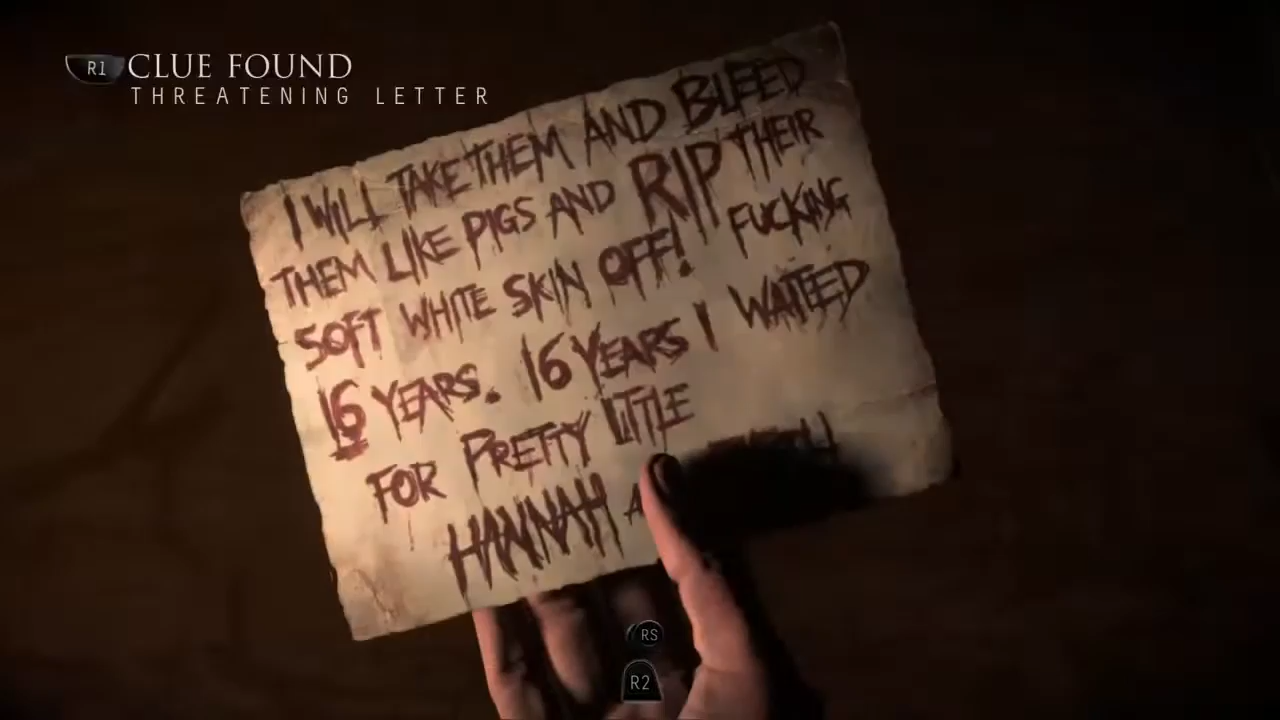 R1 CLUE FOUND
THREATENING LETTER
I WILL TAKE THEM AND BLEED
THEM LIKE PIGS AND RIP THEIR
SOFT WHITE SKIN OFF! FUCKING
16 YEARS. 16 YEARS I WAITED
FOR PRETTY LITTLE
HANNAH
RS
R2